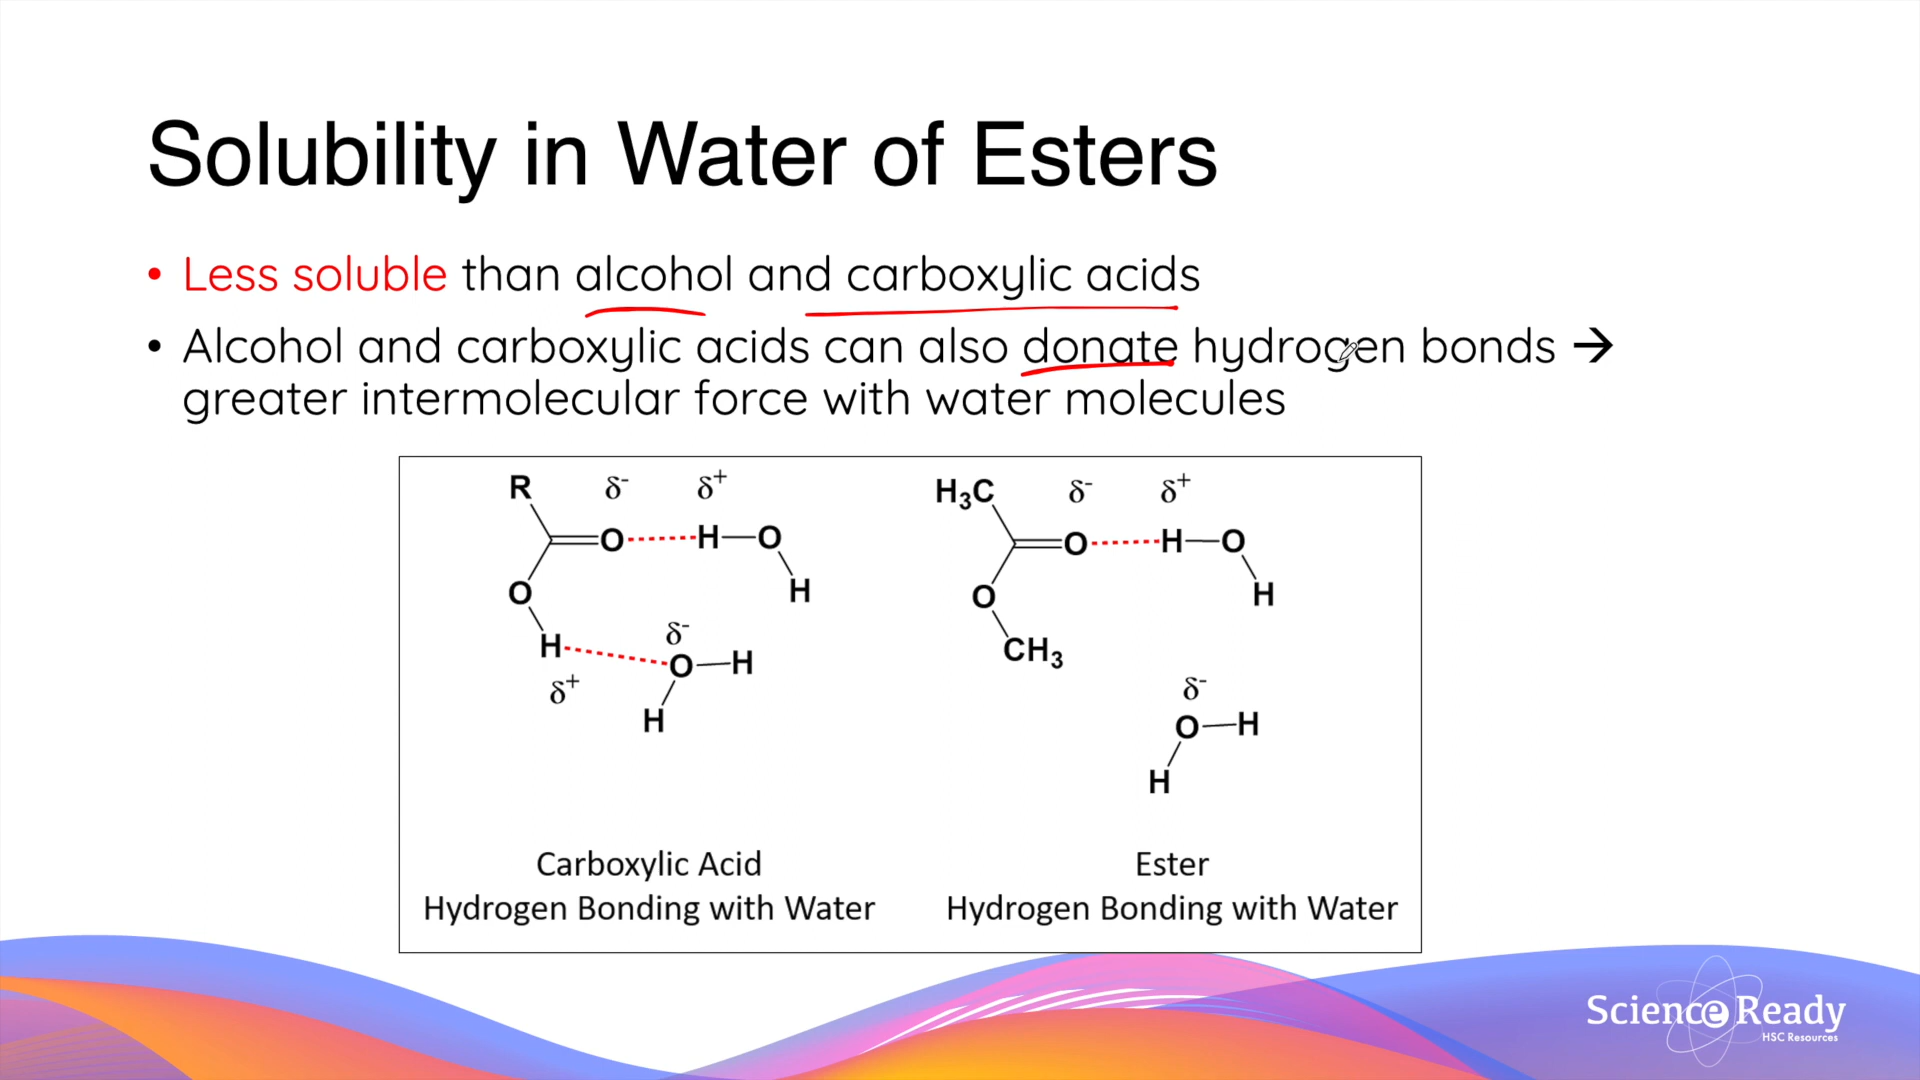 Solubility in Water of Esters
• Less soluble than alcohol and carboxylic acids
• Alcohol and carboxylic acids can also donate hydrogen bonds →
greater intermolecular force with water molecules
R δ⁻ δ⁺
O H O
O H
H δ⁻
O H
δ⁺
H
Carboxylic Acid
Hydrogen Bonding with Water
H₃C δ⁻ δ⁺
O H O
O H
CH₃
δ⁻
O H
H
Ester
Hydrogen Bonding with Water
Science Ready
HSC Resources